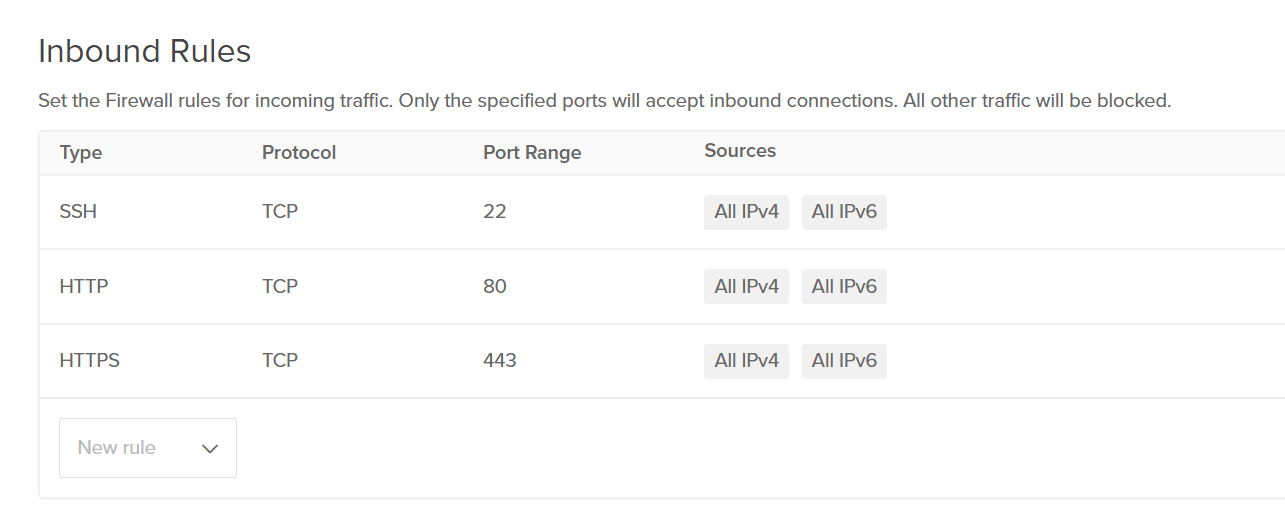 Inbound Rules
Set the Firewall rules for incoming traffic. Only the specified ports will accept inbound connections. All other traffic will be blocked.
Type Protocol Port Range Sources
SSH TCP 22 All IPv4 All IPv6
HTTP TCP 80 All IPv4 All IPv6
HTTPS TCP 443 All IPv4 All IPv6
New rule